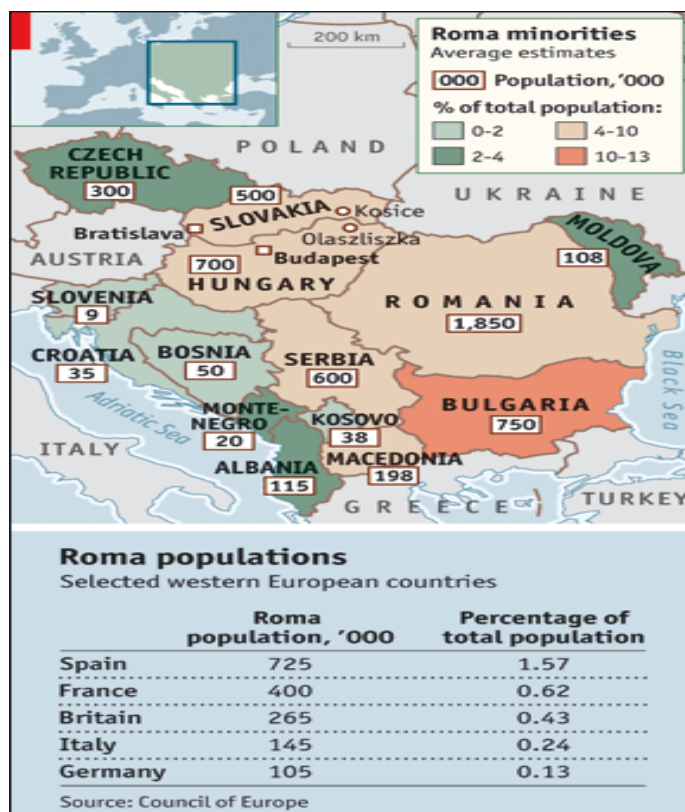 200 km
Roma minorities
Average estimates
000 Population, '000
% of total population:
0-2
4-10
2-4
10-13
POLAND
CZECH
REPUBLIC
300
500
UKRAINE
SLOVAKIA
Košice
Bratislava
Olaszliszka
MOLDOVA
AUSTRIA
700
Budapest
108
HUNGARY
SLOVENIA
9
ROMANIA
1,850
CROATIA
35
BOSNIA
50
SERBIA
600
Black Sea
Adriatic Sea
MONTE-
NEGRO
20
KOSOVO
38
BULGARIA
750
ITALY
ALBANIA
115
MACEDONIA
198
GREECE
TURKEY
Roma populations
Selected western European countries
Roma population, '000
Percentage of total population
Spain 725 1.57
France 400 0.62
Britain 265 0.43
Italy 145 0.24
Germany 105 0.13
Source: Council of Europe